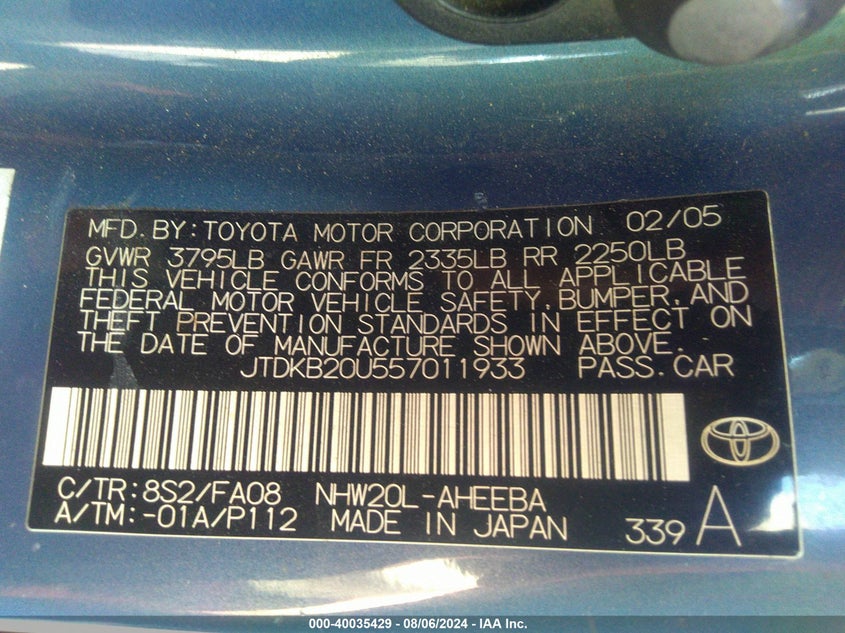 MFD. BY: TOYOTA MOTOR CORPORATION 02/05
GVWR 3795LB GAWR FR 2335LB RR 2250LB
THIS VEHICLE CONFORMS TO ALL APPLICABLE
FEDERAL MOTOR VEHICLE SAFETY, BUMPER, AND
THEFT PREVENTION STANDARDS IN EFFECT ON
THE DATE OF MANUFACTURE SHOWN ABOVE.
JTDKB20U557011933 PASS. CAR
C/TR: 8S2/FA08 NHW20L-AHEEBA
A/TM: -01A/P112 MADE IN JAPAN 339 A
000-40035429 - 08/06/2024 - IAA Inc.